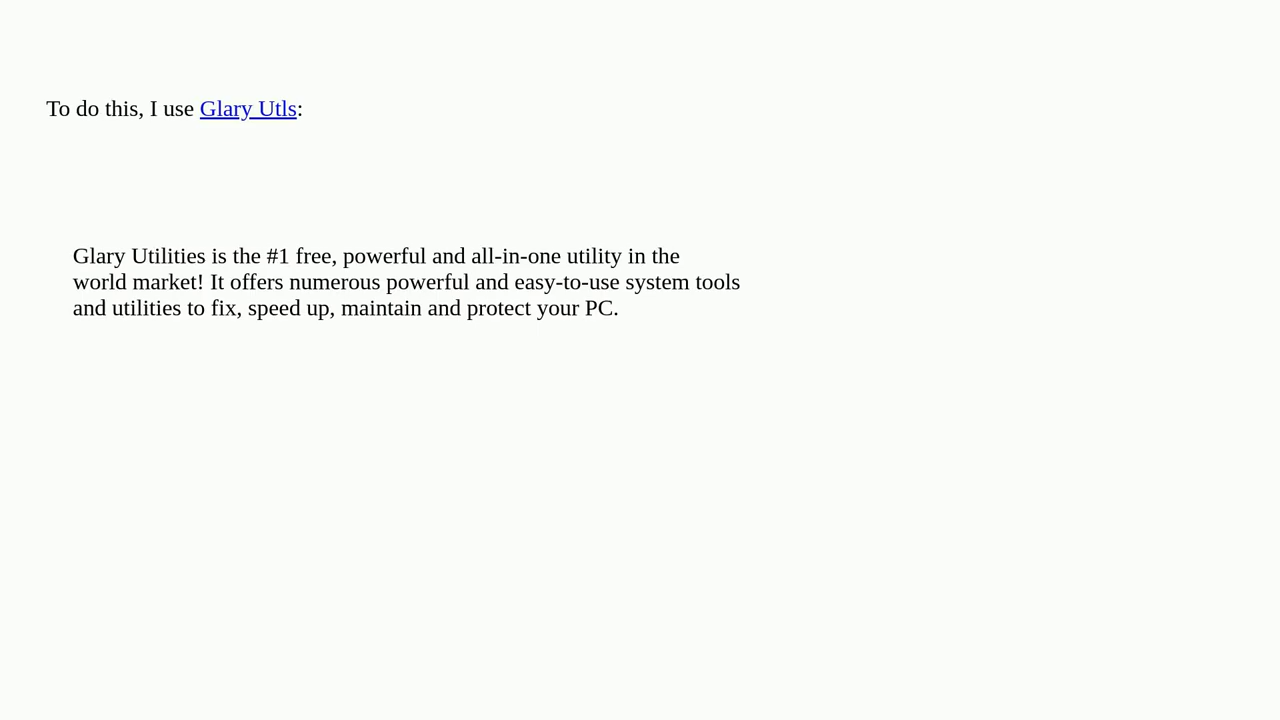 To do this, I use Glary Utls:
Glary Utilities is the #1 free, powerful and all-in-one utility in the
world market! It offers numerous powerful and easy-to-use system tools
and utilities to fix, speed up, maintain and protect your PC.